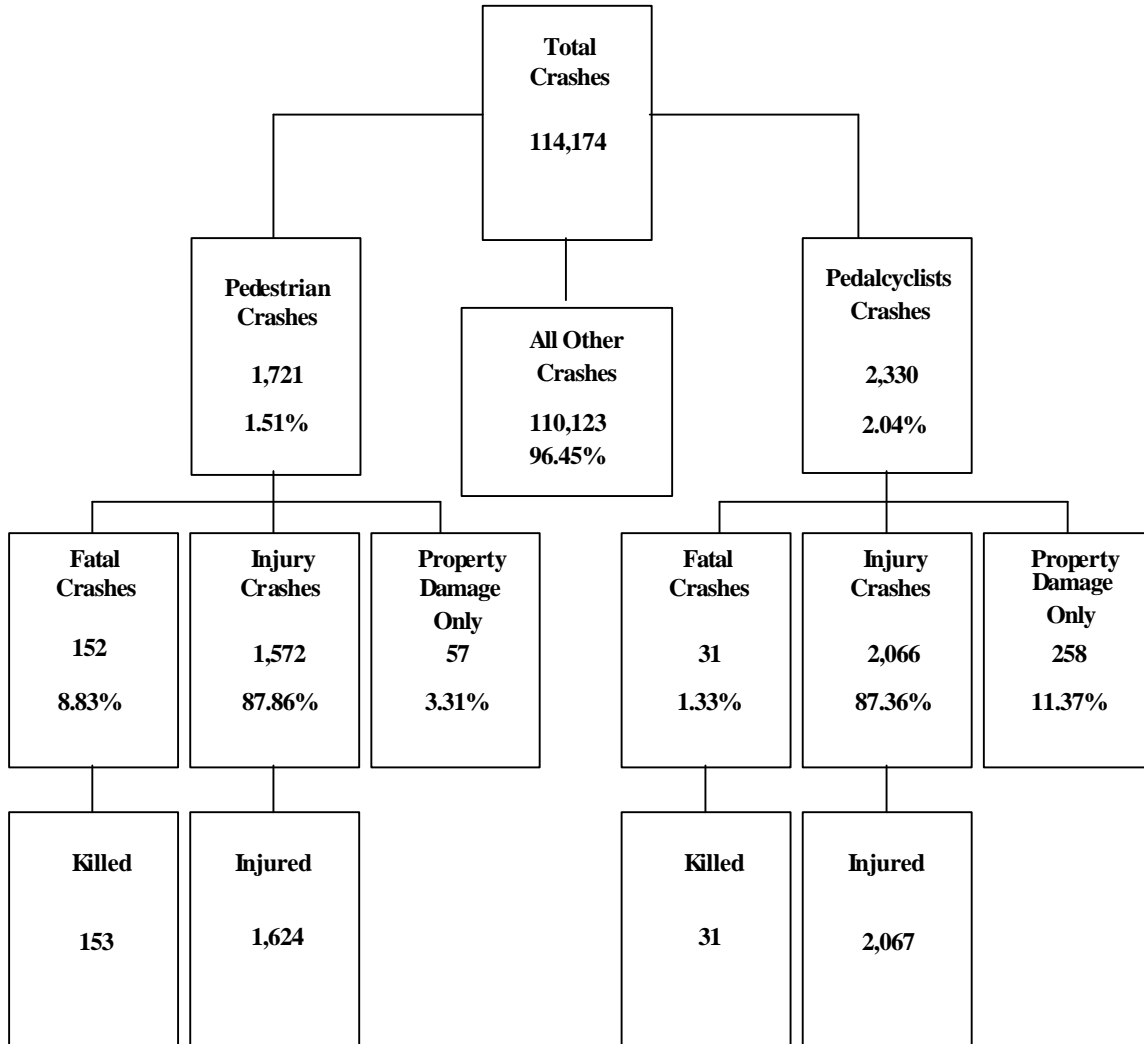 Total
Crashes
114,174
Pedestrian
Crashes
1,721
1.51%
All Other
Crashes
110,123
96.45%
Pedalcyclists
Crashes
2,330
2.04%
Fatal
Crashes
152
8.83%
Injury
Crashes
1,572
87.86%
Property
Damage
Only
57
3.31%
Fatal
Crashes
31
1.33%
Injury
Crashes
2,066
87.36%
Property
Damage
Only
258
11.37%
Killed
153
Injured
1,624
Killed
31
Injured
2,067